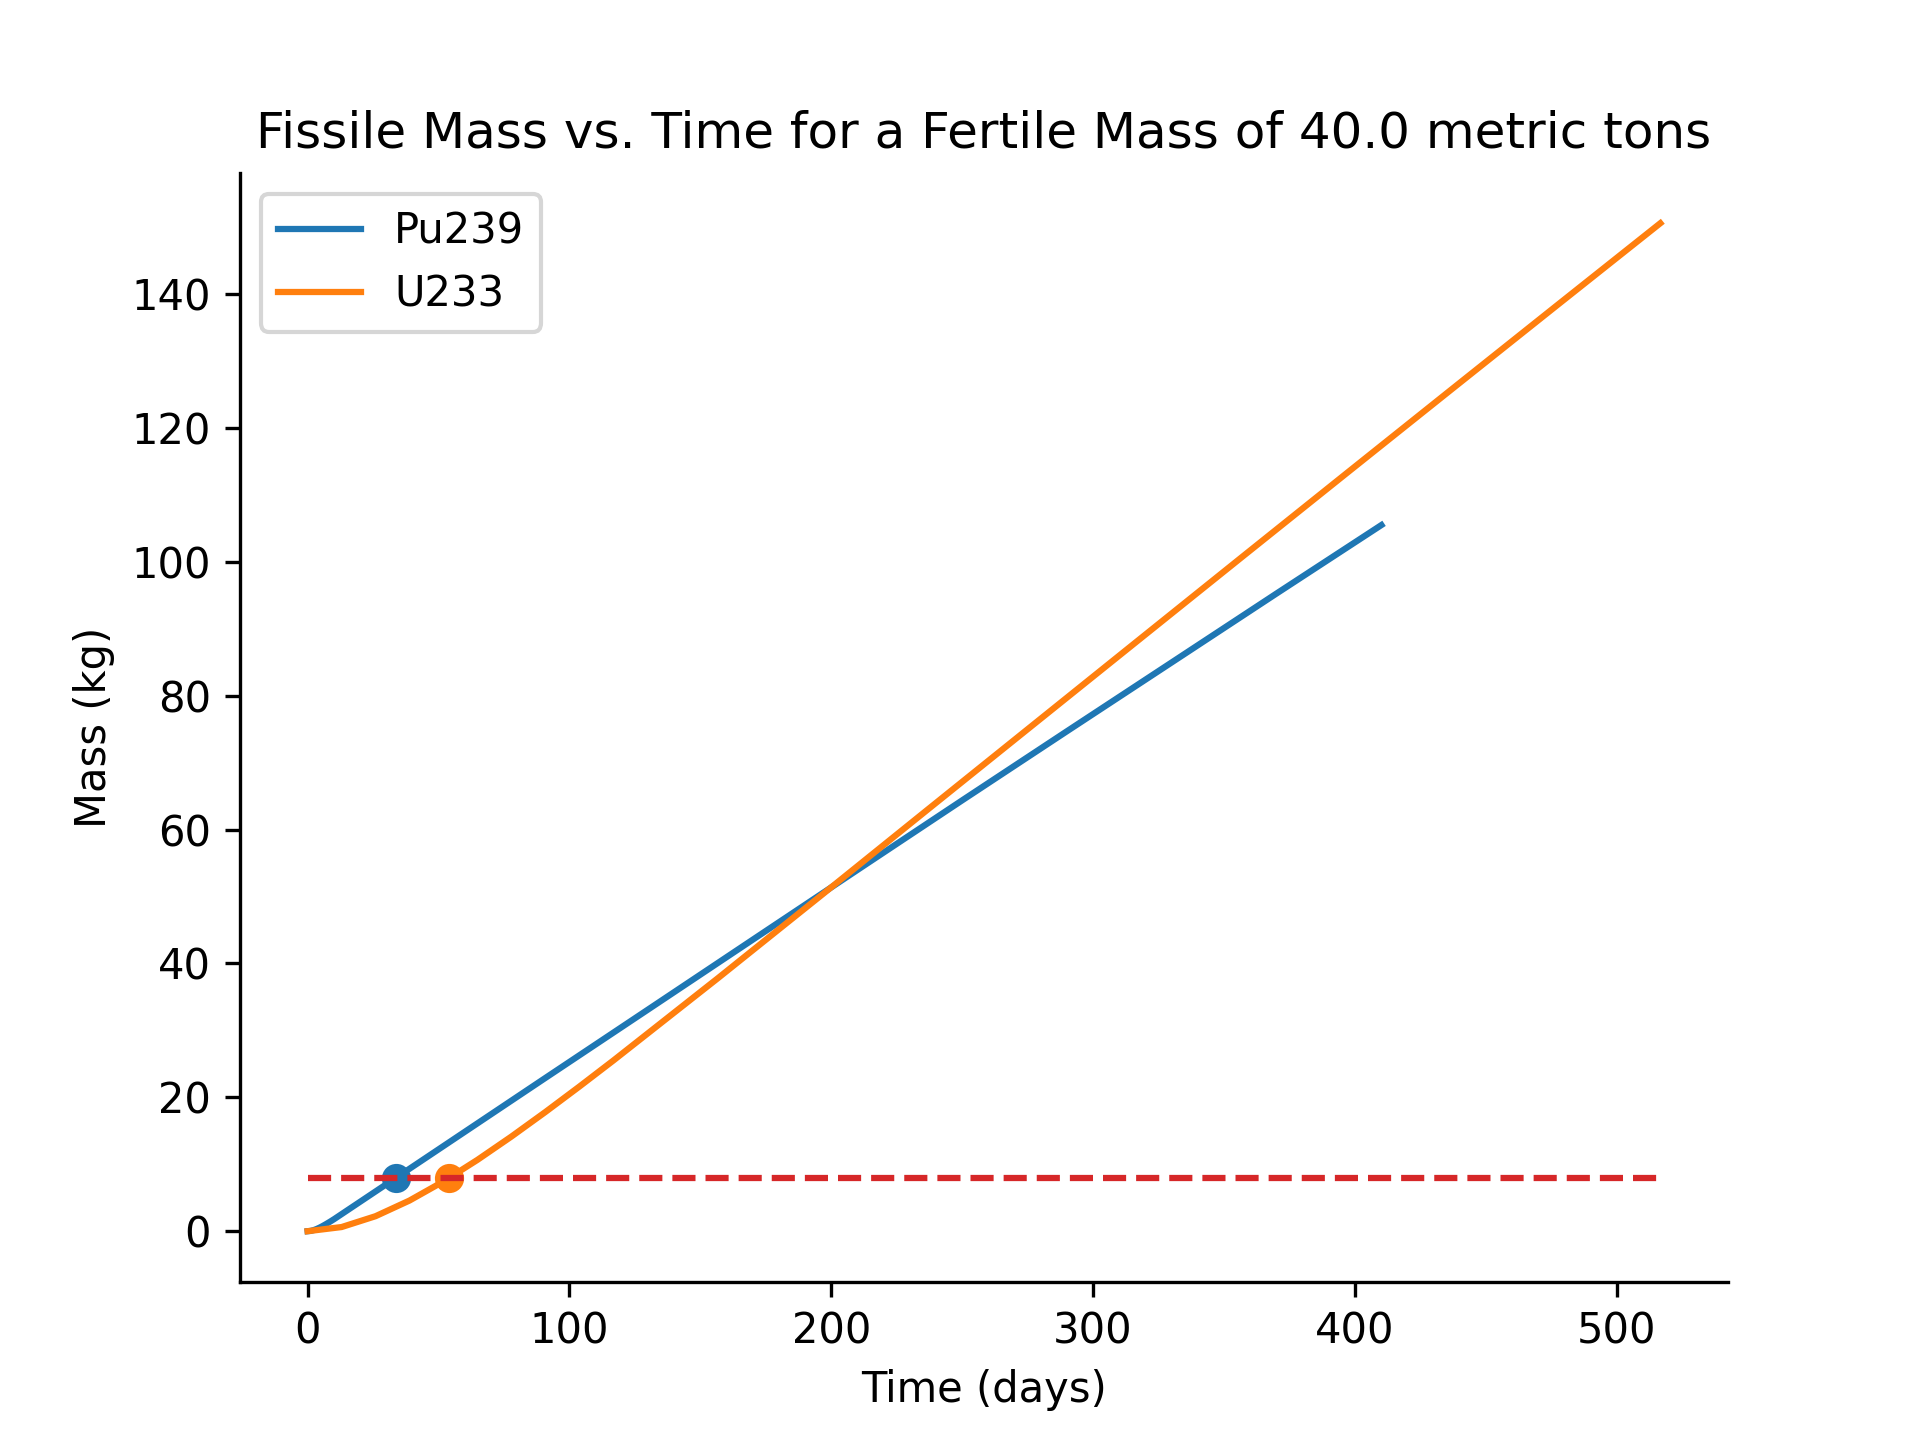 Fissile Mass vs. Time for a Fertile Mass of 40.0 metric tons
Pu239
U233
140
120
100
80
60
40
20
0
Mass (kg)
0 100 200 300 400 500
Time (days)